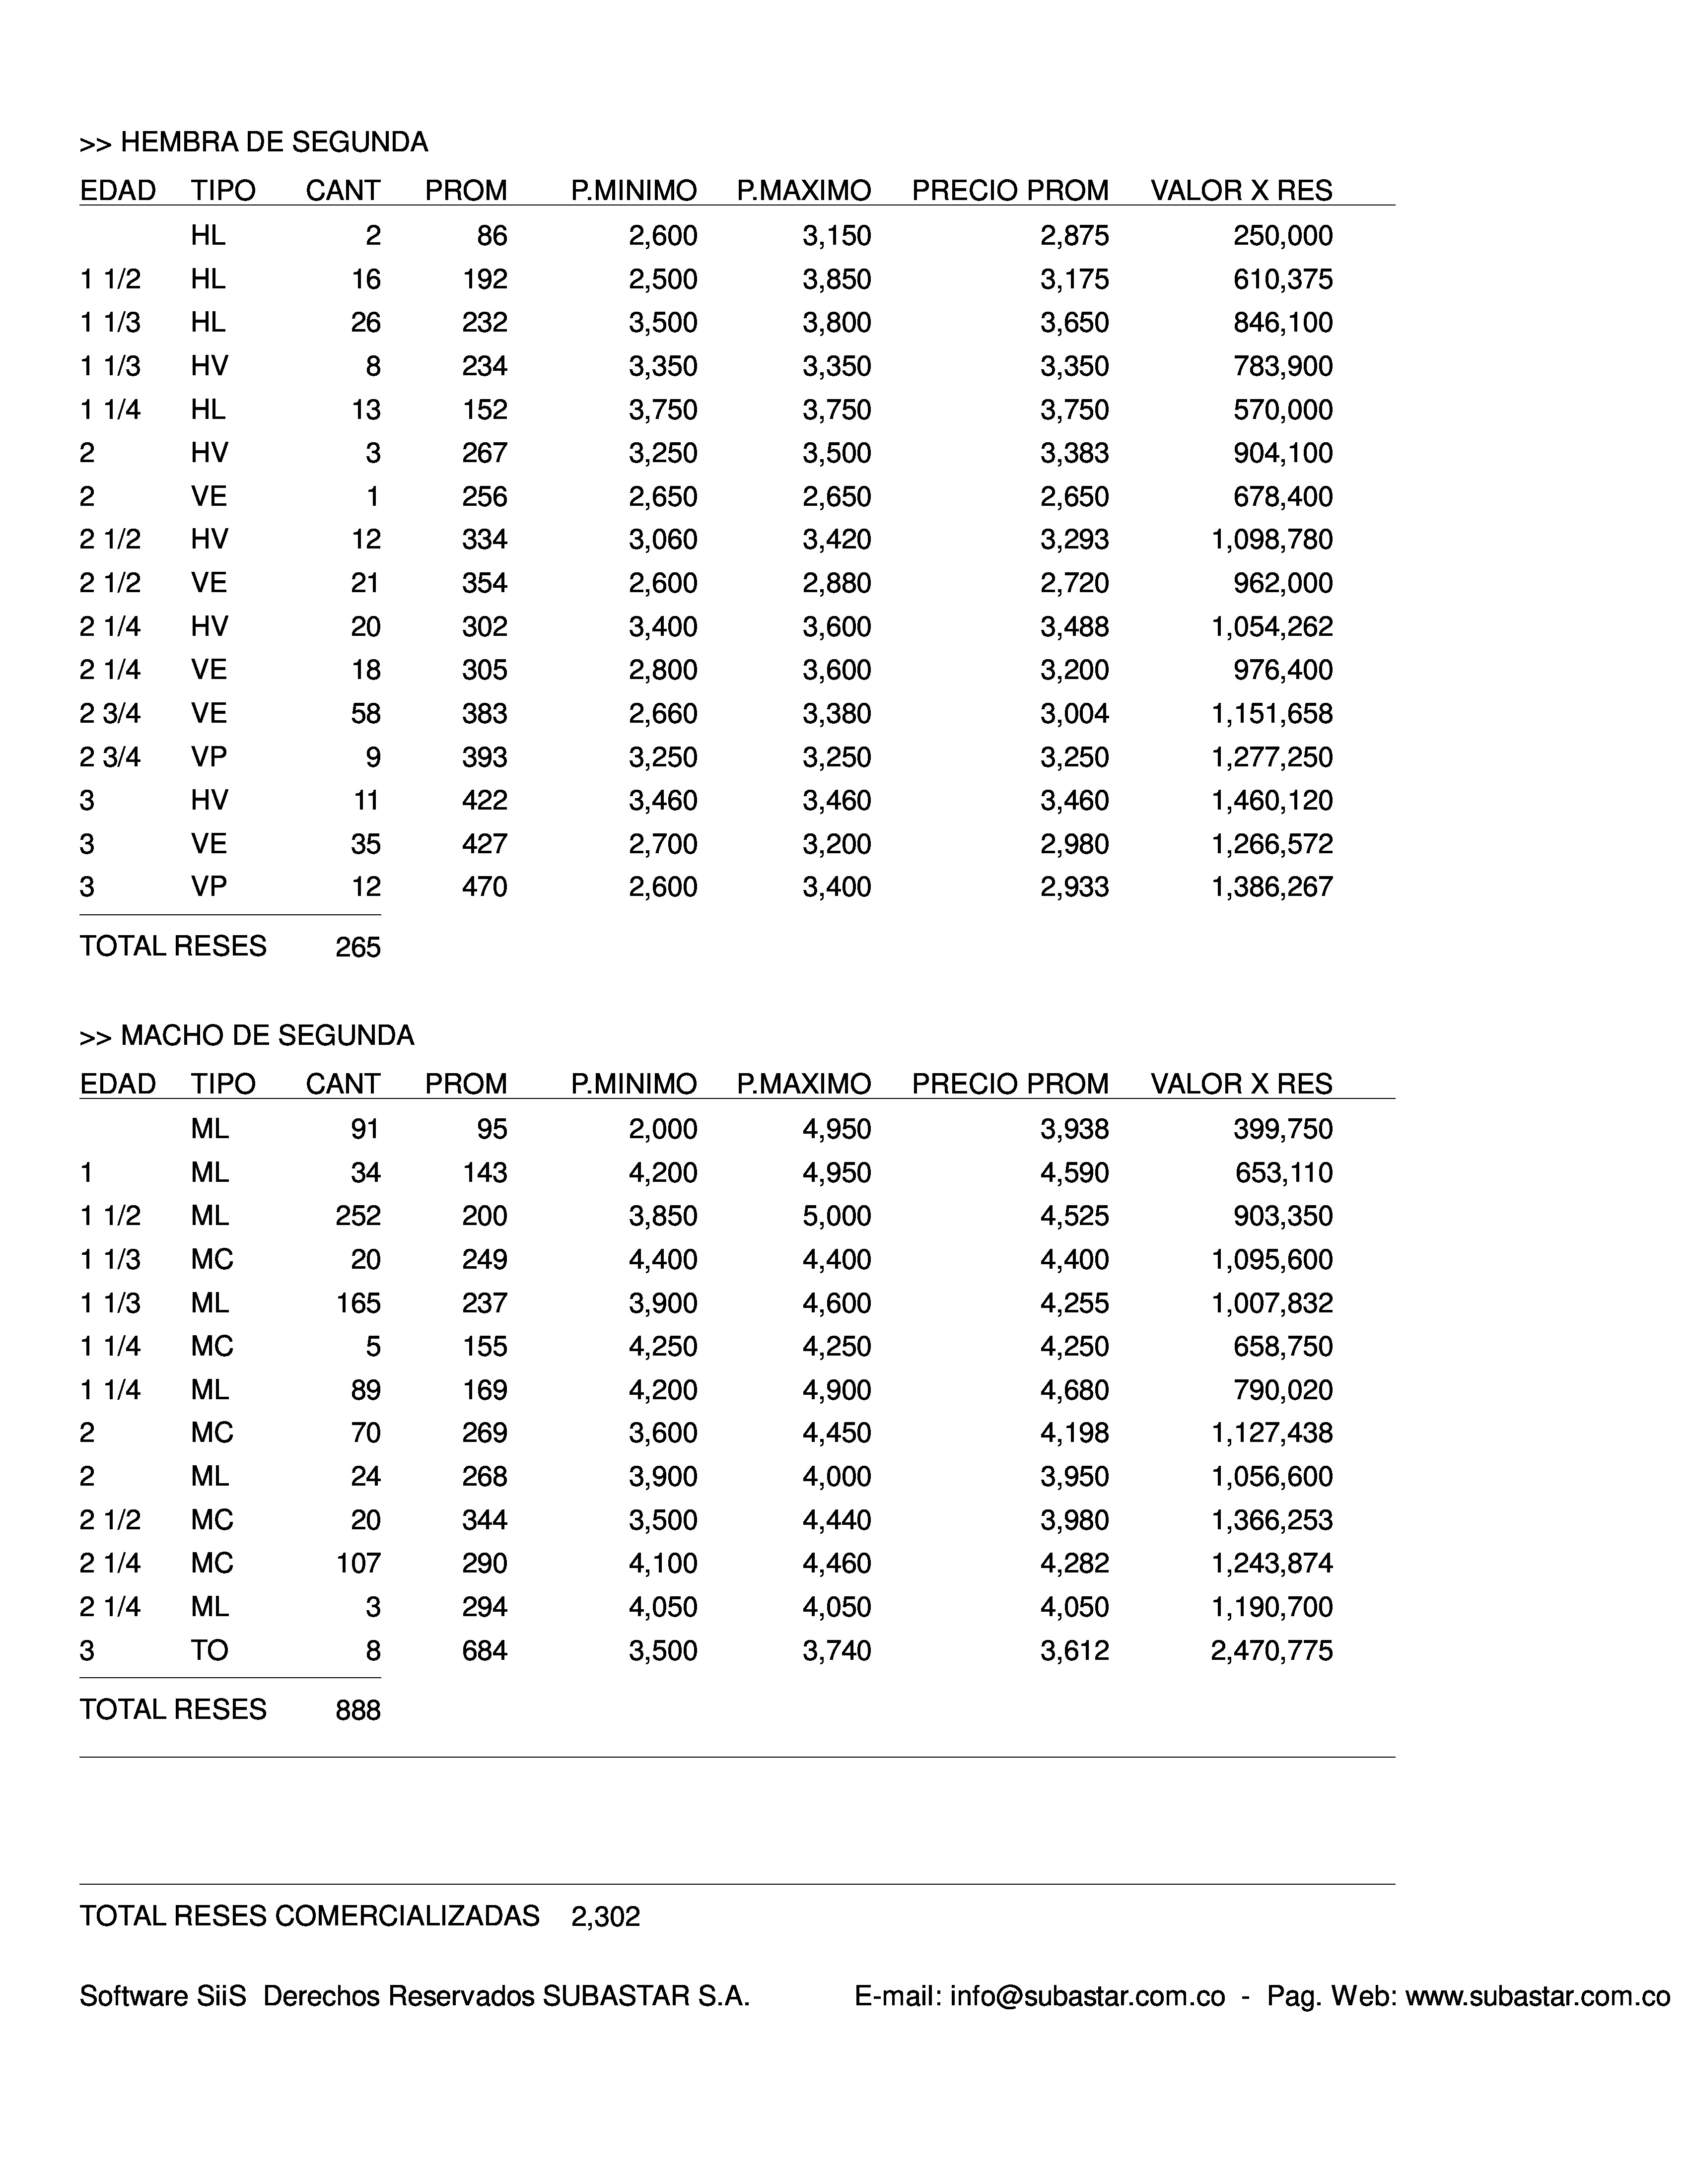 >> HEMBRA DE SEGUNDA
EDAD TIPO CANT PROM P.MINIMO P.MAXIMO PRECIO PROM VALOR X RES
HL 2 86 2,600 3,150 2,875 250,000
1 1/2 HL 16 192 2,500 3,850 3,175 610,375
1 1/3 HL 26 232 3,500 3,800 3,650 846,100
1 1/3 HV 8 234 3,350 3,350 3,350 783,900
1 1/4 HL 13 152 3,750 3,750 3,750 570,000
2 HV 3 267 3,250 3,500 3,383 904,100
2 VE 1 256 2,650 2,650 2,650 678,400
2 1/2 HV 12 334 3,060 3,420 3,293 1,098,780
2 1/2 VE 21 354 2,600 2,880 2,720 962,000
2 1/4 HV 20 302 3,400 3,600 3,488 1,054,262
2 1/4 VE 18 305 2,800 3,600 3,200 976,400
2 3/4 VE 58 383 2,660 3,380 3,004 1,151,658
2 3/4 VP 9 393 3,250 3,250 3,250 1,277,250
3 HV 11 422 3,460 3,460 3,460 1,460,120
3 VE 35 427 2,700 3,200 2,980 1,266,572
3 VP 12 470 2,600 3,400 2,933 1,386,267
TOTAL RESES 265
>> MACHO DE SEGUNDA
EDAD TIPO CANT PROM P.MINIMO P.MAXIMO PRECIO PROM VALOR X RES
ML 91 95 2,000 4,950 3,938 399,750
1 ML 34 143 4,200 4,950 4,590 653,110
1 1/2 ML 252 200 3,850 5,000 4,525 903,350
1 1/3 MC 20 249 4,400 4,400 4,400 1,095,600
1 1/3 ML 165 237 3,900 4,600 4,255 1,007,832
1 1/4 MC 5 155 4,250 4,250 4,250 658,750
1 1/4 ML 89 169 4,200 4,900 4,680 790,020
2 MC 70 269 3,600 4,450 4,198 1,127,438
2 ML 24 268 3,900 4,000 3,950 1,056,600
2 1/2 MC 20 344 3,500 4,440 3,980 1,366,253
2 1/4 MC 107 290 4,100 4,460 4,282 1,243,874
2 1/4 ML 3 294 4,050 4,050 4,050 1,190,700
3 TO 8 684 3,500 3,740 3,612 2,470,775
TOTAL RESES 888
TOTAL RESES COMERCIALIZADAS 2,302
Software SiiS Derechos Reservados SUBASTAR S.A. E-mail: info@subastar.com.co - Pag. Web: www.subastar.com.co